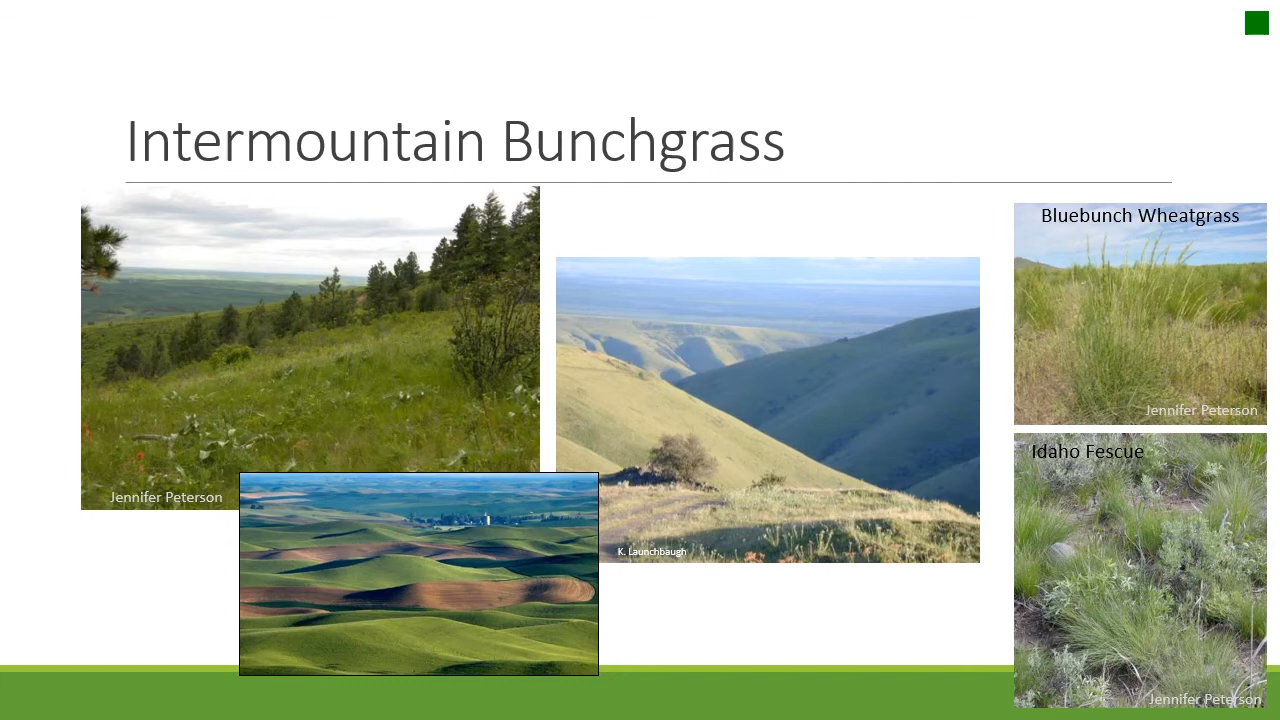 Intermountain Bunchgrass
Bluebunch Wheatgrass
Jennifer Peterson
Idaho Fescue
Jennifer Peterson
K. Launchbaugh
Jennifer Peterson